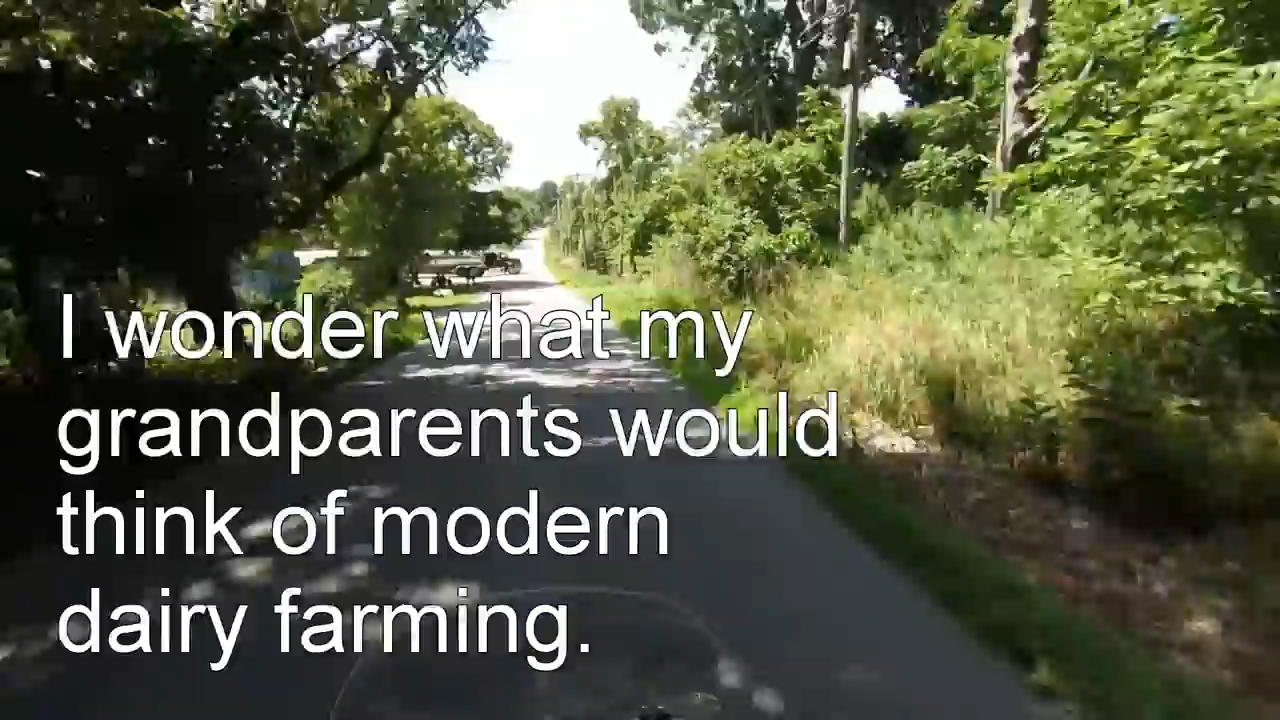 I wonder what my
grandparents would
think of modern
dairy farming.